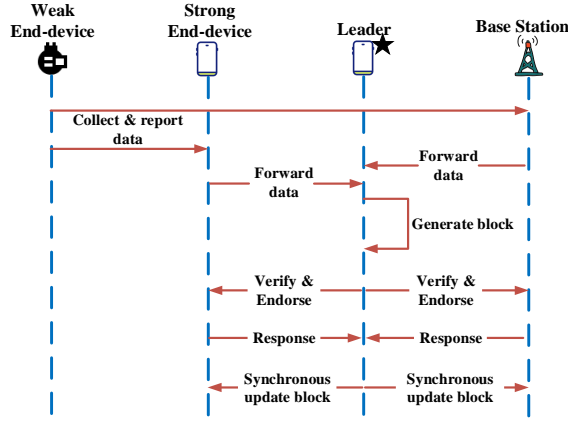 Weak
End-device
Strong
End-device
Leader
Base Station
Collect & report
data
Forward
data
Forward
data
Generate block
Verify &
Endorse
Verify &
Endorse
Response
Response
Synchronous
update block
Synchronous
update block